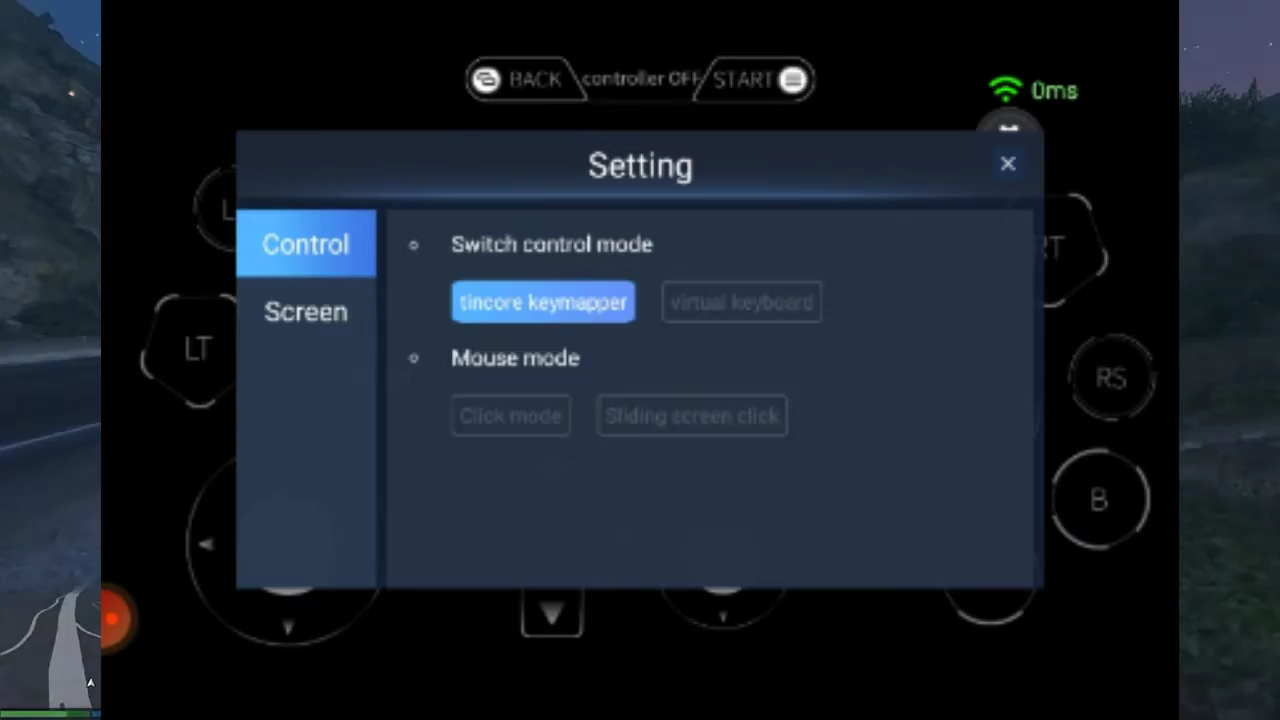 BACK controller OFF START
0ms
Setting
Control
Switch control mode
tincore keymapper virtual keyboard
Screen
Mouse mode
Click mode Sliding screen click
LT
RT
RS
B